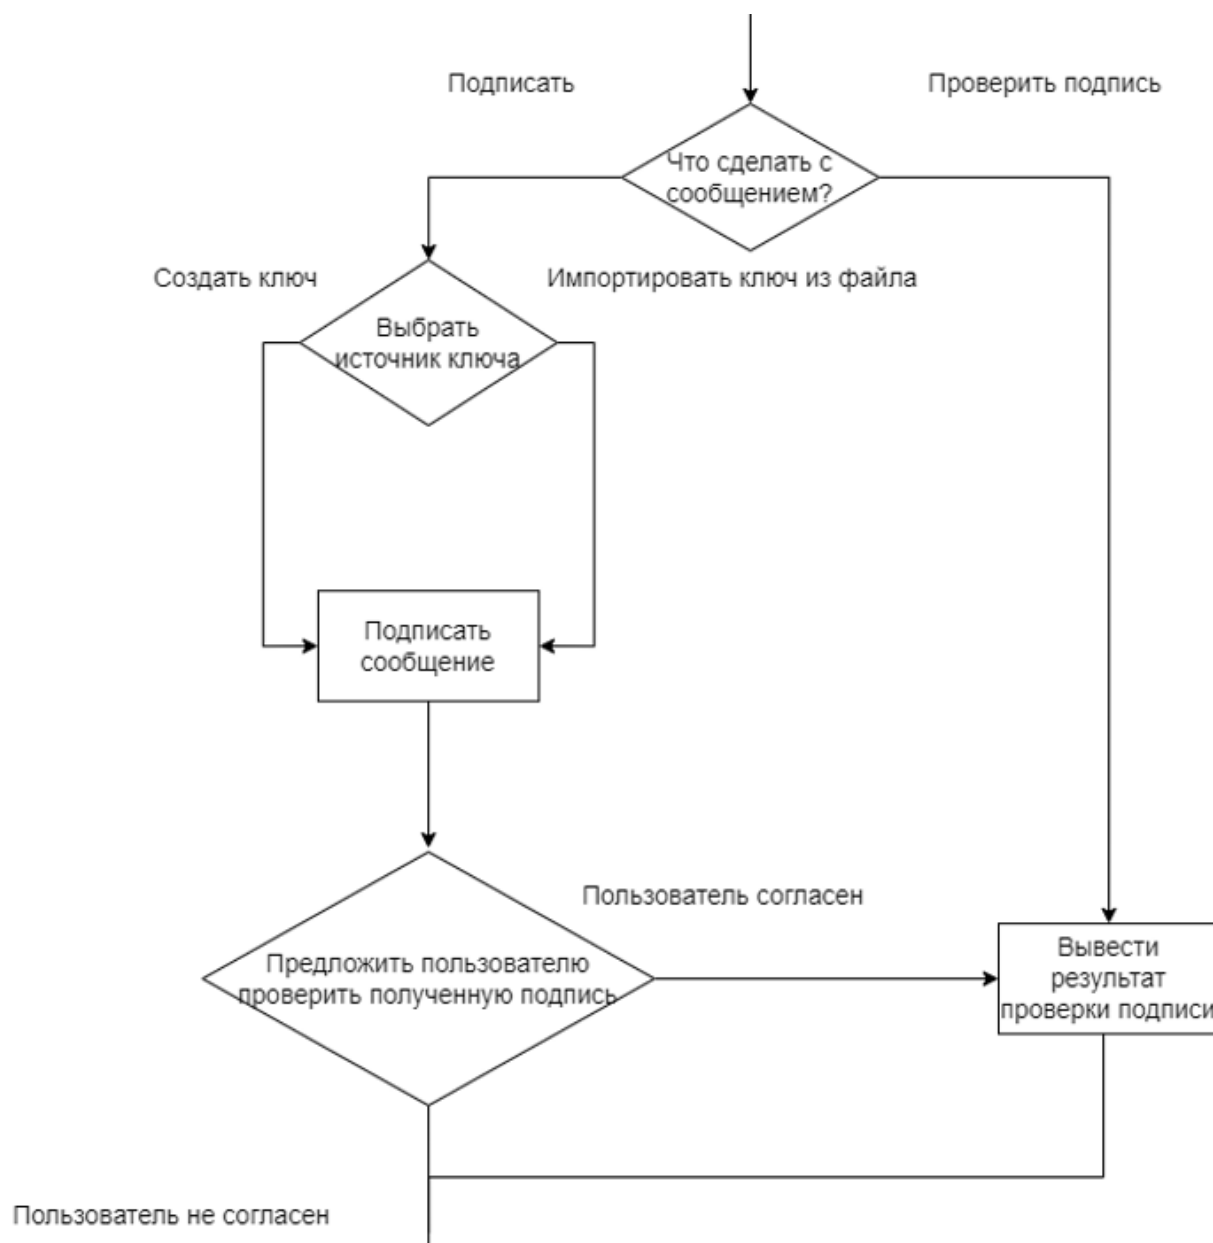 Подписать
Проверить подпись
Что сделать с
сообщением?
Создать ключ
Импортировать ключ из файла
Выбрать
источник ключа
Подписать
сообщение
Пользователь согласен
Предложить пользователю
проверить полученную подпись
Вывести
результат
проверки подписи
Пользователь не согласен